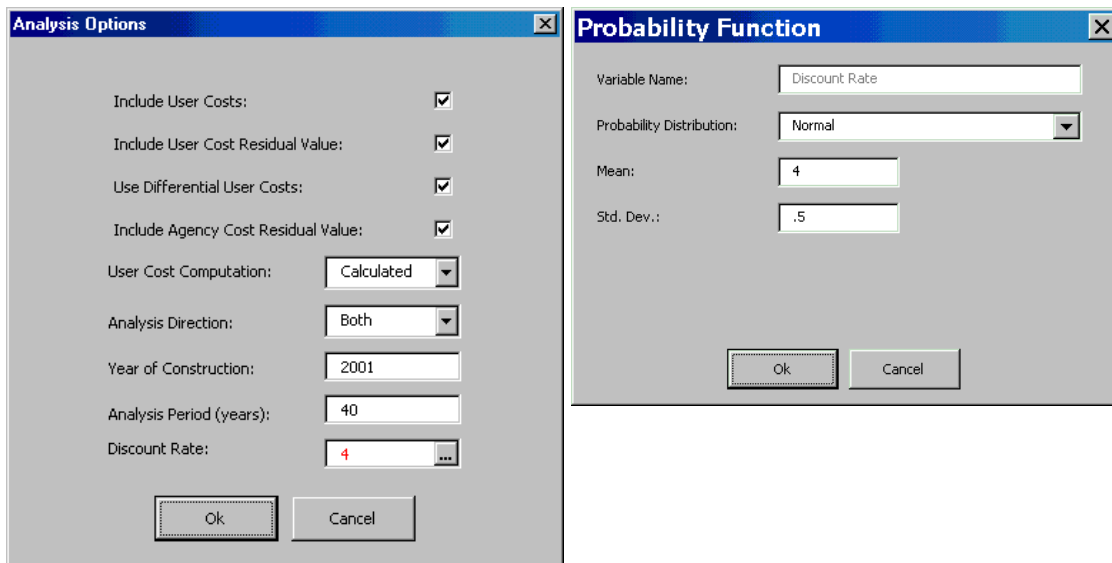 Analysis Options
Include User Costs:
Include User Cost Residual Value:
Use Differential User Costs:
Include Agency Cost Residual Value:
User Cost Computation: Calculated
Analysis Direction: Both
Year of Construction: 2001
Analysis Period (years): 40
Discount Rate: 4 ...
Ok Cancel
Probability Function
Variable Name: Discount Rate
Probability Distribution: Normal
Mean: 4
Std. Dev.: .5
Ok Cancel